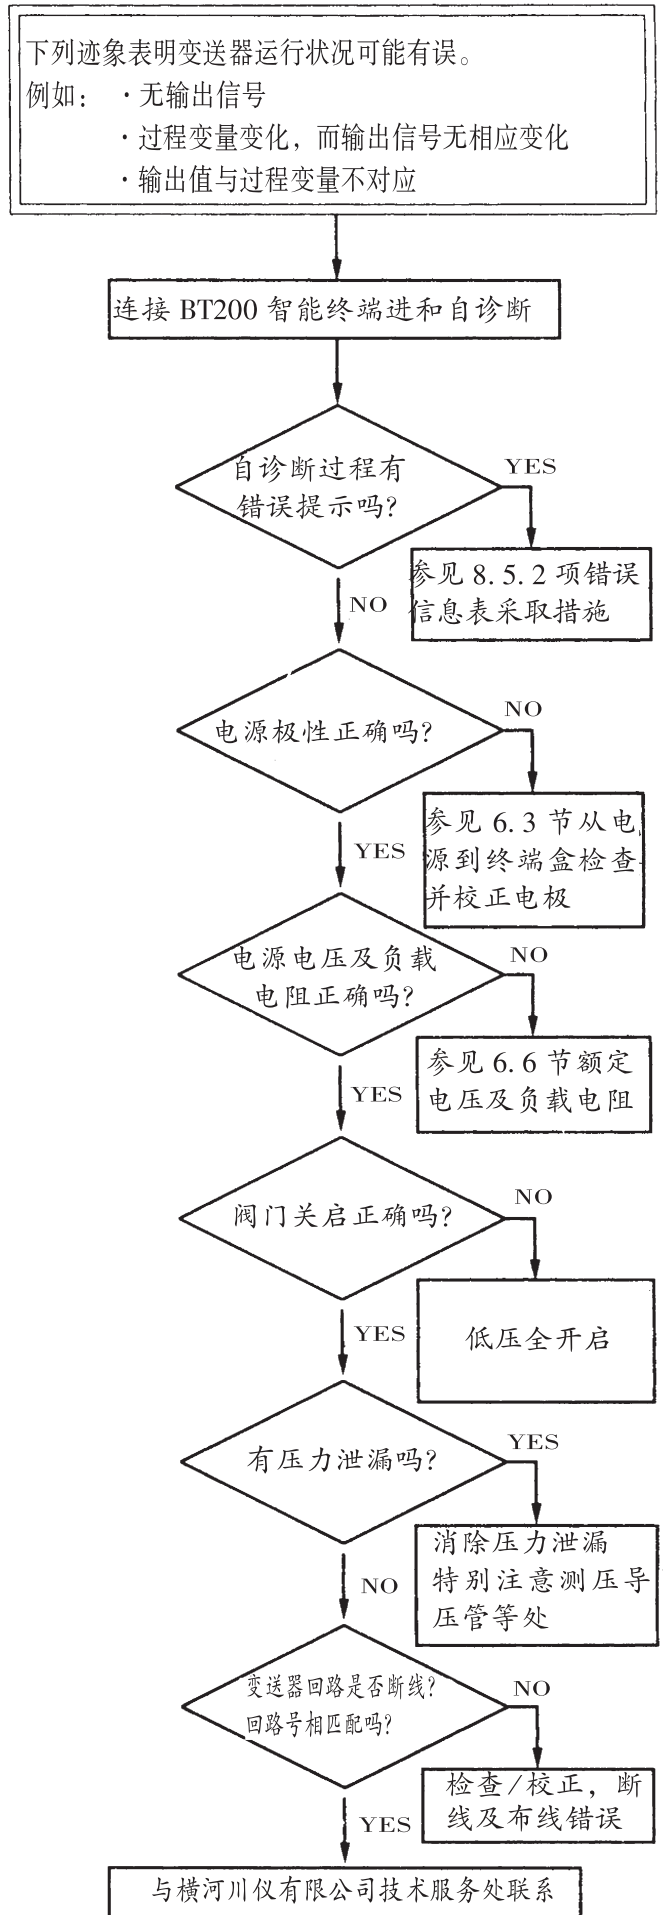 下列迹象表明变送器运行状况可能有误。
例如：·无输出信号
·过程变量变化，而输出信号无相应变化
·输出值与过程变量不对应
连接 BT200 智能终端进和自诊断
自诊断过程有
错误提示吗?
YES
参见 8.5.2 项错误
信息表采取措施
NO
电源极性正确吗?
NO
参见 6.3 节从电
源到终端盒检查
并校正电极
YES
电源电压及负载
电阻正确吗?
NO
参见 6.6 节额定
电压及负载电阻
YES
阀门关启正确吗?
NO
低压全开启
YES
有压力泄漏吗?
YES
消除压力泄漏
特别注意测压导
压管等处
NO
变送器回路是否断线?
回路号相匹配吗?
NO
检查/校正，断
线及布线错误
YES
与横河川仪有限公司技术服务处联系